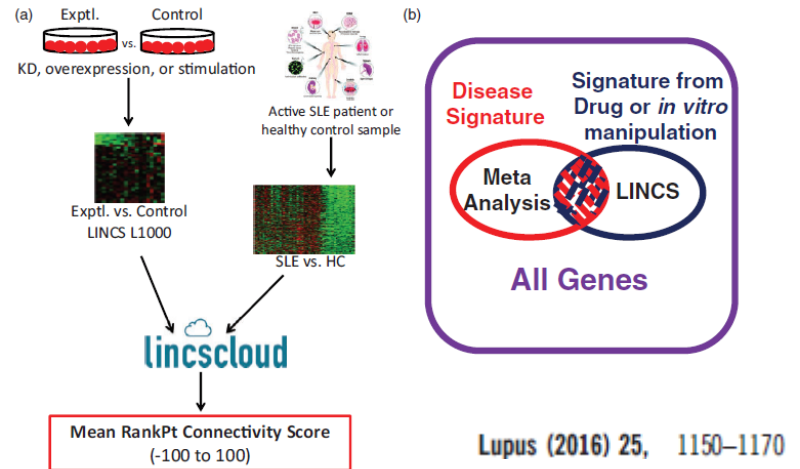 (a)
Exptl.
Control
vs.
KD, overexpression, or stimulation
Active SLE patient or
healthy control sample
Exptl. vs. Control
LINCS L1000
SLE vs. HC
lincscloud
Mean RankPt Connectivity Score
(-100 to 100)
(b)
Disease
Signature
Signature from
Drug or in vitro
manipulation
Meta
Analysis
LINCS
All Genes
Lupus (2016) 25, 1150–1170